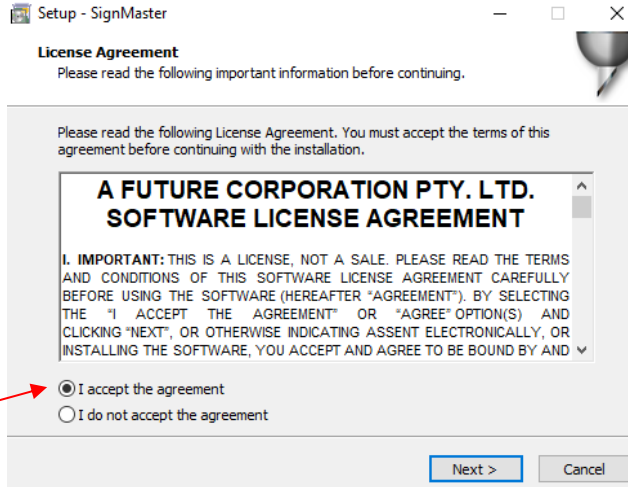 Setup - SignMaster
License Agreement
Please read the following important information before continuing.
Please read the following License Agreement. You must accept the terms of this
agreement before continuing with the installation.
A FUTURE CORPORATION PTY. LTD.
SOFTWARE LICENSE AGREEMENT
I. IMPORTANT: THIS IS A LICENSE, NOT A SALE. PLEASE READ THE TERMS
AND CONDITIONS OF THIS SOFTWARE LICENSE AGREEMENT CAREFULLY
BEFORE USING THE SOFTWARE (HEREAFTER “AGREEMENT”). BY SELECTING
THE “I ACCEPT THE AGREEMENT” OR “AGREE” OPTION(S) AND
CLICKING “NEXT”, OR OTHERWISE INDICATING ASSENT ELECTRONICALLY, OR
INSTALLING THE SOFTWARE, YOU ACCEPT AND AGREE TO BE BOUND BY AND
I accept the agreement
I do not accept the agreement
Next >
Cancel